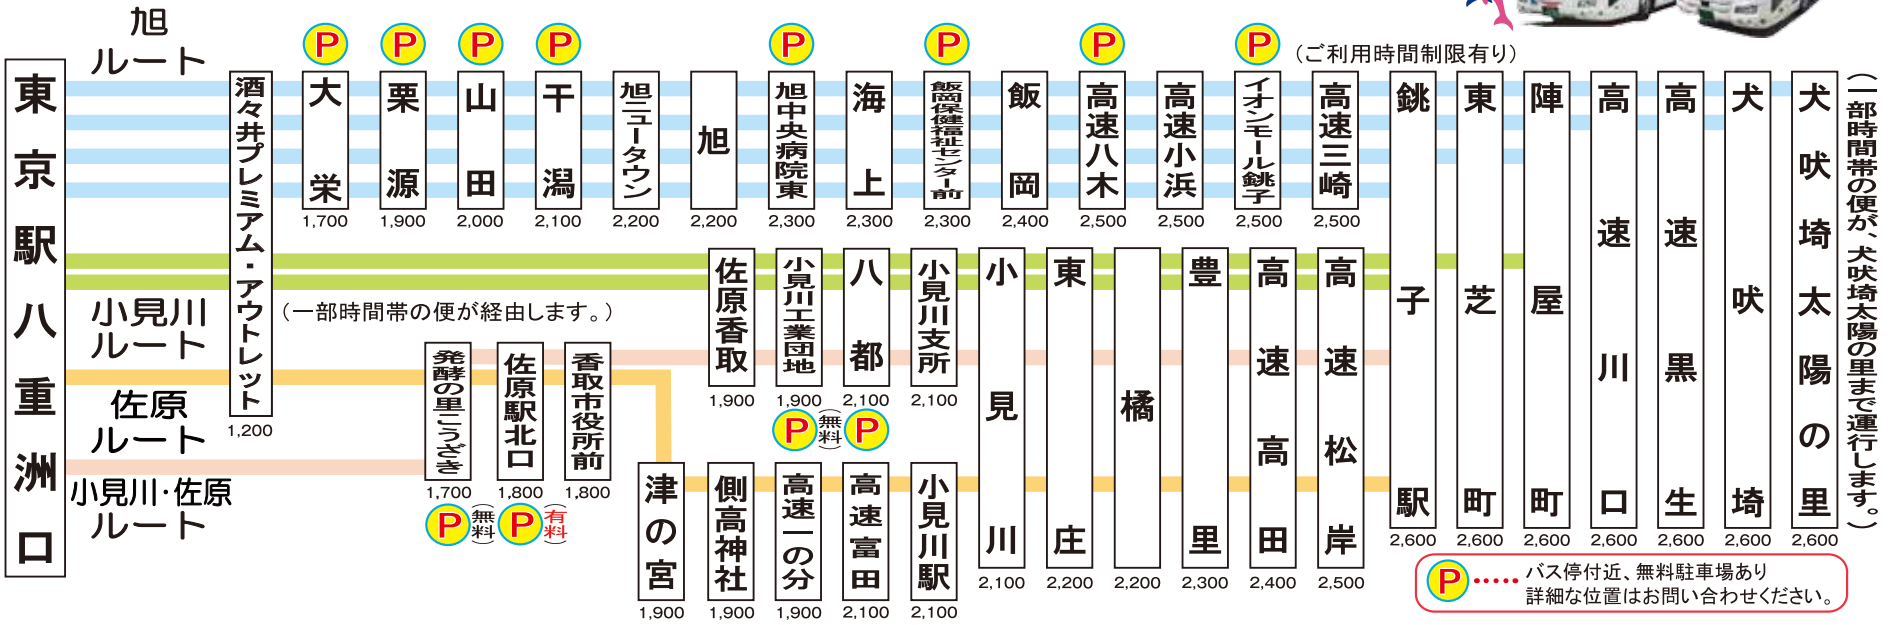 旭
ルート
東京駅八重洲口
酒々井プレミアム・アウトレット
1,200
P
大栄
1,700
P
栗源
1,900
P
山田
2,000
P
干潟
2,100
旭ニュータウン
2,200
旭
2,200
P
旭中央病院東
2,300
海上
2,300
P
飯岡保健福祉センター前
2,300
飯岡
2,400
P
高速八木
2,500
高速小浜
2,500
P
(ご利用時間制限有り)
イオンモール銚子
2,500
高速三崎
2,500
小見川
ルート
(一部時間帯の便が経由します。)
佐原香取
1,900
小見川工業団地
1,900
P
(無料)
八都
2,100
P
小見川支所
2,100
佐原
ルート
小見川・佐原
ルート
発酵の里こうざき
1,700
P
(無料)
佐原駅北口
1,800
P
(有料)
香取市役所前
1,800
津の宮
1,900
側高神社
1,900
高速一の分
1,900
高速富田
2,100
小見川駅
2,100
小見川
2,100
東庄
2,200
橘
2,200
豊里
2,300
高速高田
2,400
高速松岸
2,500
銚子駅
2,600
東芝町
2,600
陣屋町
2,600
高速川口
2,600
高速黒生
2,600
犬吠埼
2,600
犬吠埼太陽の里
2,600
(一部時間帯の便が、犬吠埼太陽の里まで運行します。)
P……バス停付近、無料駐車場あり
詳細な位置はお問い合わせください。